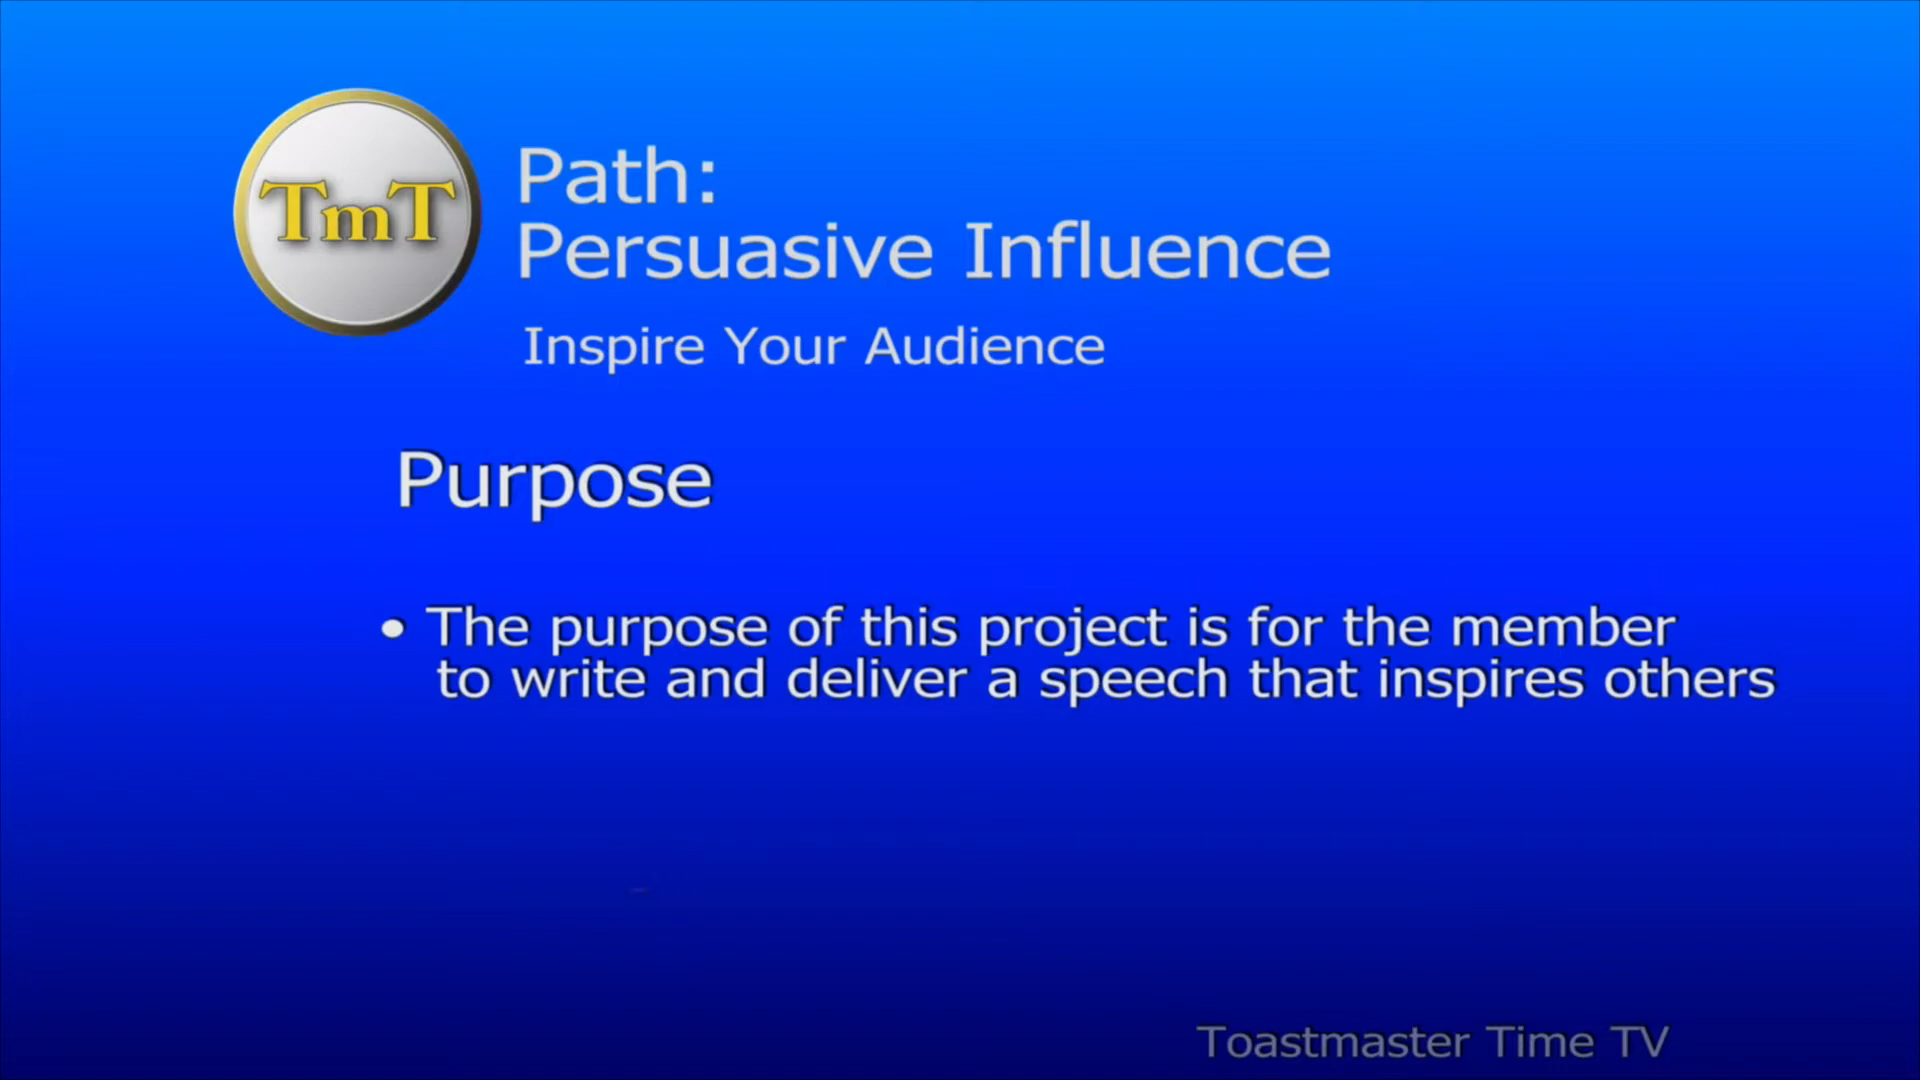 TmT
Path:
Persuasive Influence
Inspire Your Audience
Purpose
• The purpose of this project is for the member
to write and deliver a speech that inspires others
Toastmaster Time TV